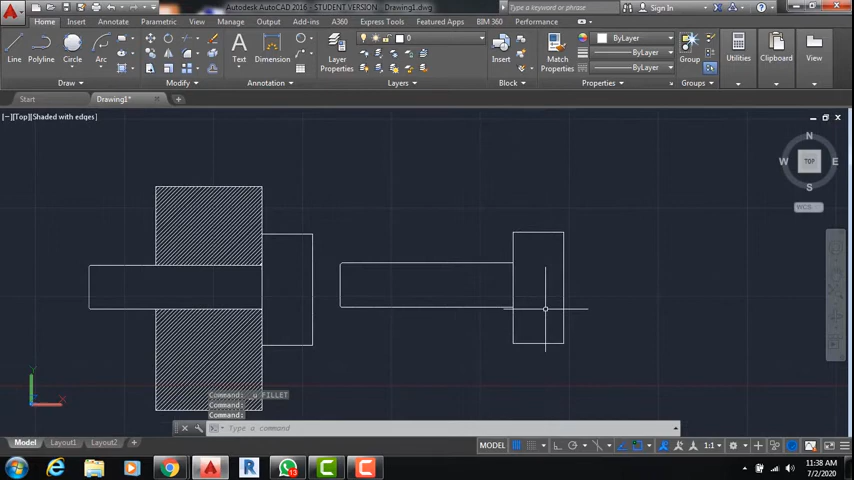 Autodesk AutoCAD 2016 - STUDENT VERSION Drawing1.dwg
Type a keyword or phrase
Sign In
Home Insert Annotate Parametric View Manage Output Add-ins A360 Express Tools Featured Apps BIM 360 Performance
Line Polyline Circle Arc
Text Dimension
Layer Properties
0
Insert
Match Properties
ByLayer
ByLayer
ByLayer
Group
Utilities
Clipboard
View
Draw Modify Annotation Layers Block Properties Groups
Start Drawing1*
[−][Top][Shaded with edges]
N
W TOP E
S
WCS
Y
X
Command: _u FILLET
Command:
Command:
Type a command
Model Layout1 Layout2
MODEL 1:1
13
11:38 AM
7/2/2020